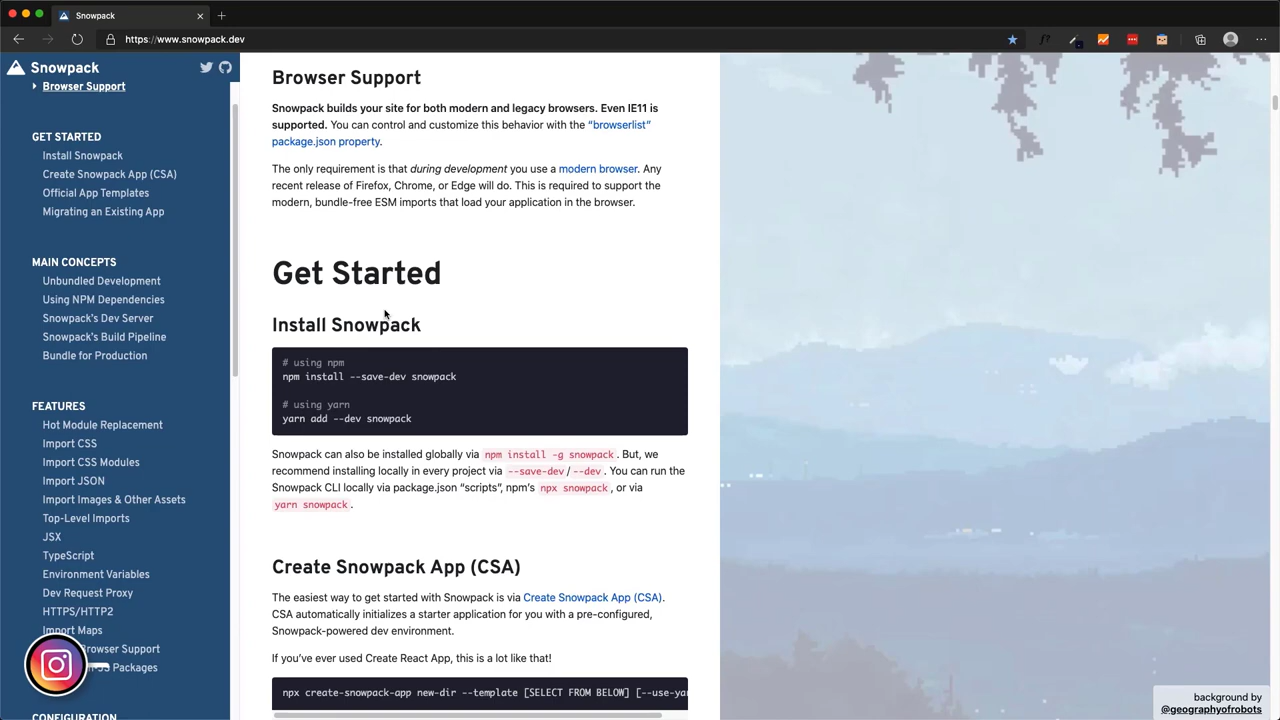 Snowpack
https://www.snowpack.dev
Snowpack
Browser Support
GET STARTED
Install Snowpack
Create Snowpack App (CSA)
Official App Templates
Migrating an Existing App
MAIN CONCEPTS
Unbundled Development
Using NPM Dependencies
Snowpack's Dev Server
Snowpack's Build Pipeline
Bundle for Production
FEATURES
Hot Module Replacement
Import CSS
Import CSS Modules
Import JSON
Import Images & Other Assets
Top-Level Imports
JSX
TypeScript
Environment Variables
Dev Request Proxy
HTTPS/HTTP2
Import Maps
Browser Support
Packages
CONFIGURATION
Browser Support
Snowpack builds your site for both modern and legacy browsers. Even IE11 is
supported. You can control and customize this behavior with the “browserlist”
package.json property.
The only requirement is that during development you use a modern browser. Any
recent release of Firefox, Chrome, or Edge will do. This is required to support the
modern, bundle-free ESM imports that load your application in the browser.
Get Started
Install Snowpack
# using npm
npm install --save-dev snowpack
# using yarn
yarn add --dev snowpack
Snowpack can also be installed globally via npm install -g snowpack. But, we
recommend installing locally in every project via --save-dev/--dev. You can run the
Snowpack CLI locally via package.json “scripts”, npm's npx snowpack, or via
yarn snowpack.
Create Snowpack App (CSA)
The easiest way to get started with Snowpack is via Create Snowpack App (CSA).
CSA automatically initializes a starter application for you with a pre-configured,
Snowpack-powered dev environment.
If you've ever used Create React App, this is a lot like that!
npx create-snowpack-app new-dir --template [SELECT FROM BELOW] [--use-yar
background by
@geographyofrobots